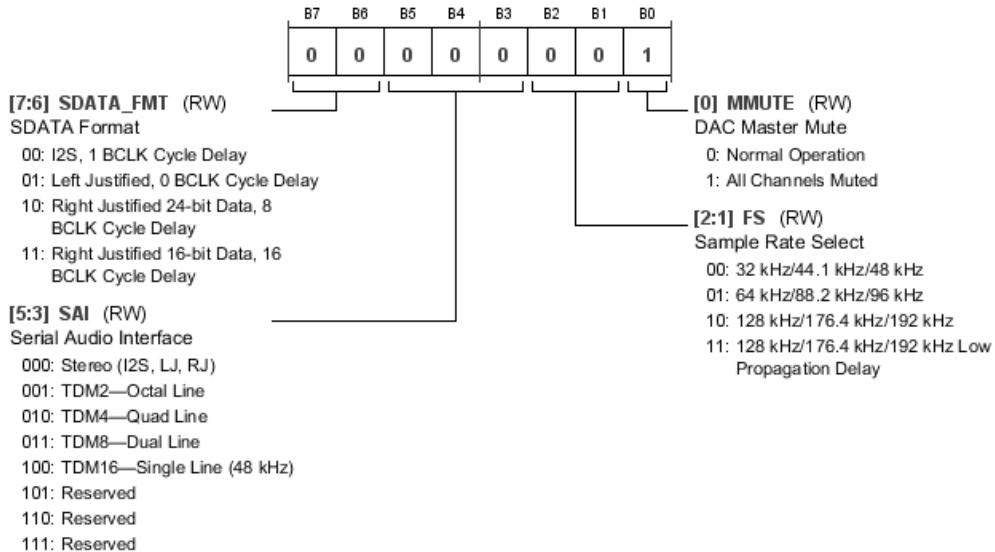 B7 B6 B5 B4 B3 B2 B1 B0
0 0 0 0 0 0 0 1
[7:6] SDATA_FMT (RW)
SDATA Format
00: I2S, 1 BCLK Cycle Delay
01: Left Justified, 0 BCLK Cycle Delay
10: Right Justified 24-bit Data, 8
BCLK Cycle Delay
11: Right Justified 16-bit Data, 16
BCLK Cycle Delay
[5:3] SAI (RW)
Serial Audio Interface
000: Stereo (I2S, LJ, RJ)
001: TDM2—Octal Line
010: TDM4—Quad Line
011: TDM8—Dual Line
100: TDM16—Single Line (48 kHz)
101: Reserved
110: Reserved
111: Reserved
[0] MMUTE (RW)
DAC Master Mute
0: Normal Operation
1: All Channels Muted
[2:1] FS (RW)
Sample Rate Select
00: 32 kHz/44.1 kHz/48 kHz
01: 64 kHz/88.2 kHz/96 kHz
10: 128 kHz/176.4 kHz/192 kHz
11: 128 kHz/176.4 kHz/192 kHz Low
Propagation Delay